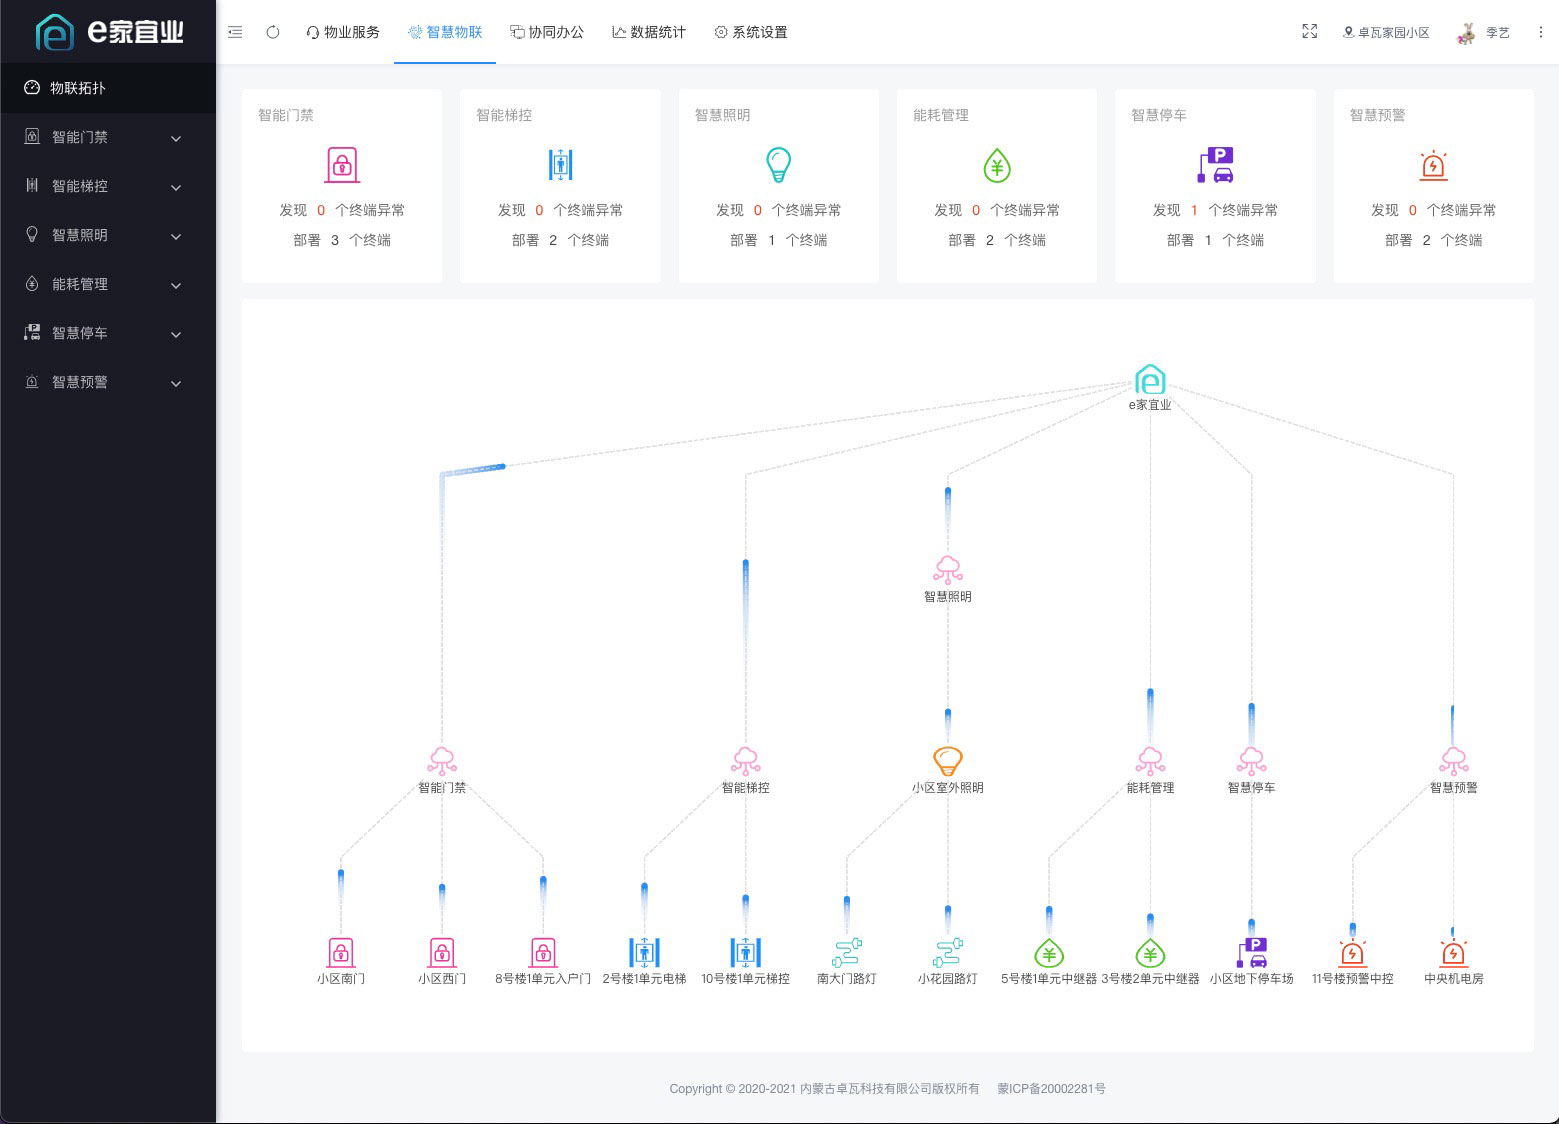 e家宜业
物业服务
智慧物联
协同办公
数据统计
系统设置
卓瓦家园小区
季艺
物联拓扑
智能门禁
智能梯控
智慧照明
能耗管理
智慧停车
智慧预警
智能门禁
发现 0 个终端异常
部署 3 个终端
智能梯控
发现 0 个终端异常
部署 2 个终端
智慧照明
发现 0 个终端异常
部署 1 个终端
能耗管理
发现 0 个终端异常
部署 2 个终端
智慧停车
发现 1 个终端异常
部署 1 个终端
智慧预警
发现 0 个终端异常
部署 2 个终端
e家宜业
智慧照明
智能门禁
智能梯控
小区室外照明
能耗管理
智慧停车
智慧预警
小区南门
小区西门
8号楼1单元入户门
2号楼1单元电梯
10号楼1单元梯控
南大门路灯
小花园路灯
5号楼1单元中继器
3号楼2单元中继器
小区地下停车场
11号楼预警中控
中央机电房
Copyright © 2020-2021 内蒙古卓瓦科技有限公司版权所有 蒙ICP备20002281号